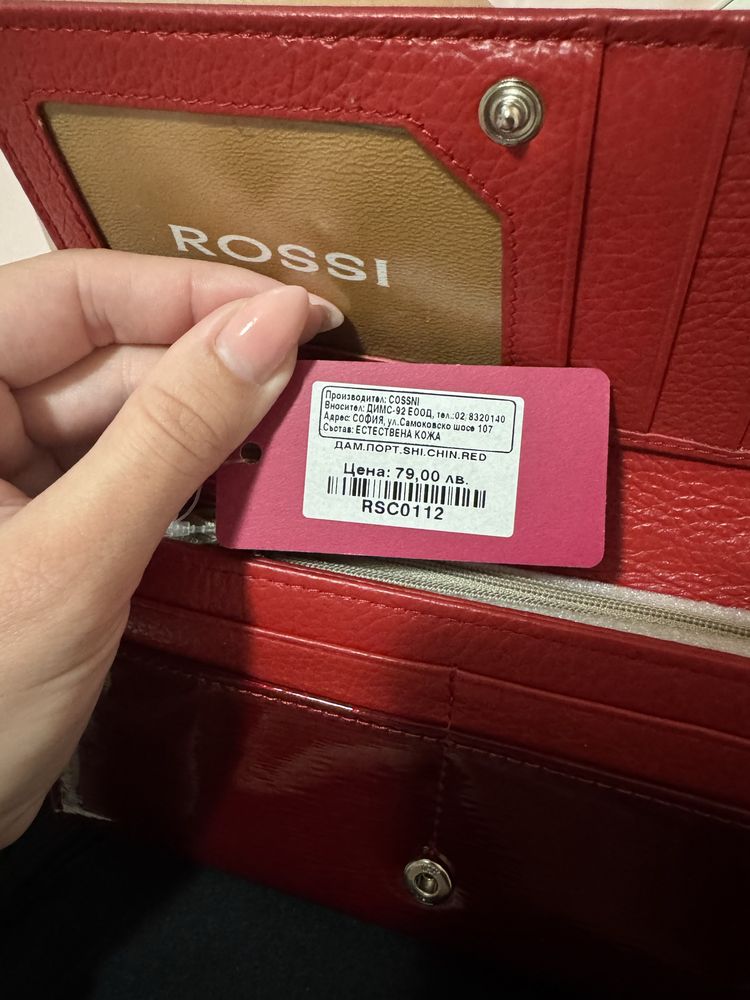 ROSSI
Производител: COSSNI
Вносител: ДИМС-92 ЕООД, тел.:02 8320140
Адрес: СОФИЯ, ул.Самоковско шосе 107
Състав: ЕСТЕСТВЕНА КОЖА
ДАМ.ПОРТ.SHI.CHIN.RED
Цена: 79,00 лв.
RSC0112